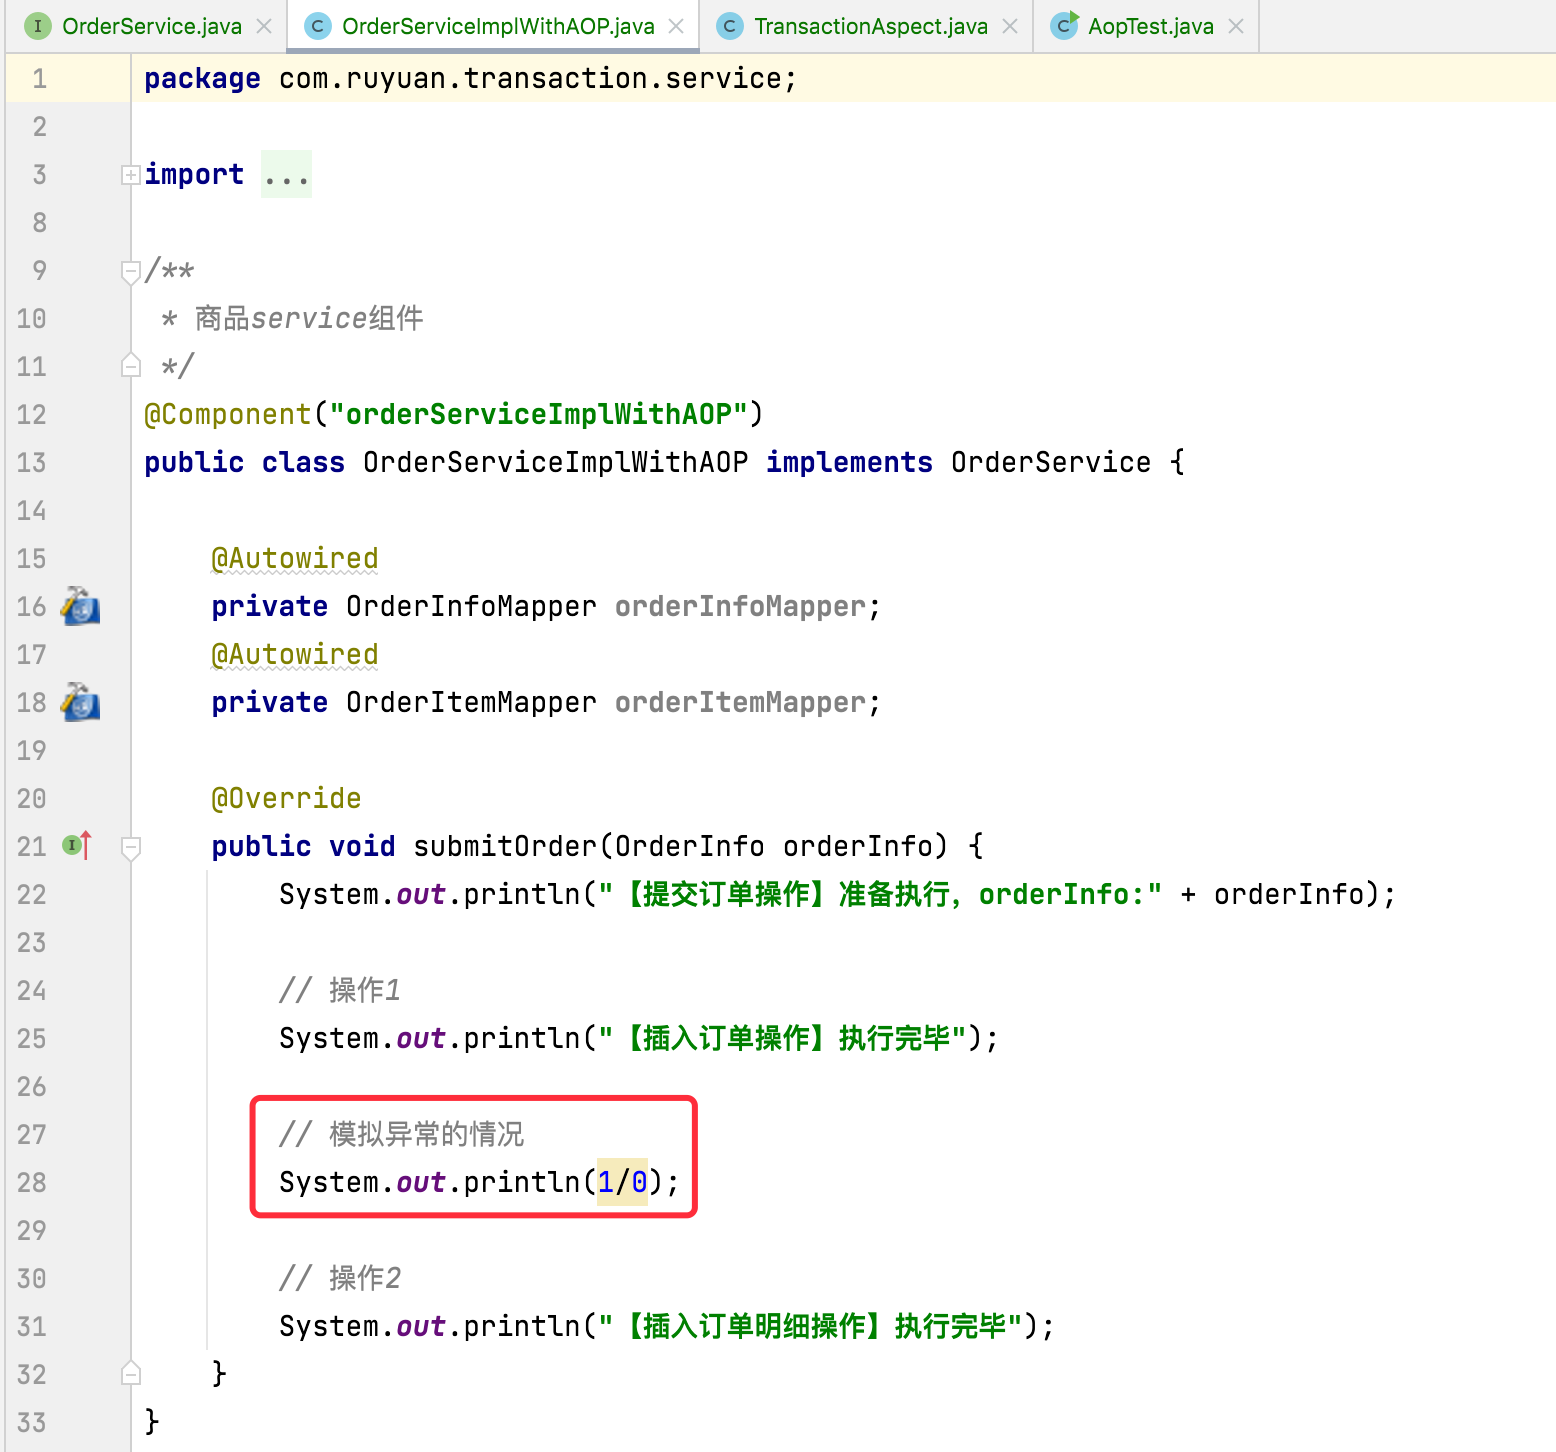 OrderService.java OrderServiceImplWithAOP.java TransactionAspect.java AopTest.java
1 package com.ruyuan.transaction.service;
2
3 import ...
8
9 /**
10  * 商品service组件
11  */
12 @Component("orderServiceImplWithAOP")
13 public class OrderServiceImplWithAOP implements OrderService {
14
15     @Autowired
16     private OrderInfoMapper orderInfoMapper;
17     @Autowired
18     private OrderItemMapper orderItemMapper;
19
20     @Override
21     public void submitOrder(OrderInfo orderInfo) {
22         System.out.println("【提交订单操作】准备执行，orderInfo:" + orderInfo);
23
24         // 操作1
25         System.out.println("【插入订单操作】执行完毕");
26
27         // 模拟异常的情况
28         System.out.println(1/0);
29
30         // 操作2
31         System.out.println("【插入订单明细操作】执行完毕");
32     }
33 }